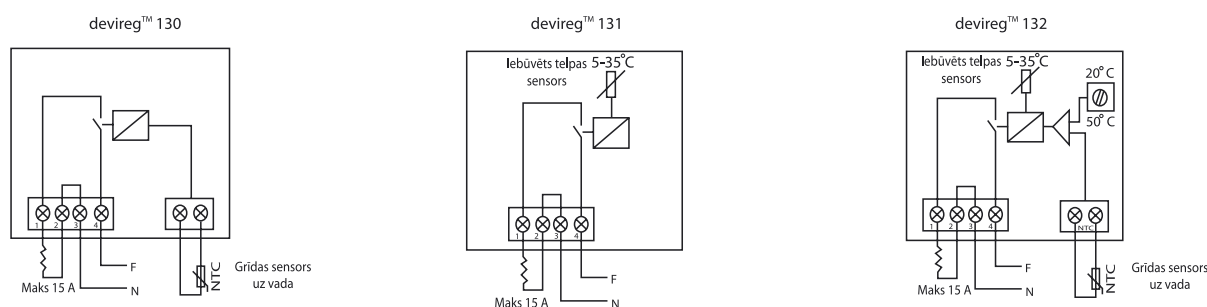 devireg™ 130
1 2 3 4
Maks 15 A
F
N
NTC
Grīdas sensors
uz vada
devireg™ 131
Iebūvēts telpas
sensors
5-35°C
1 2 3 4
Maks 15 A
F
N
devireg™ 132
Iebūvēts telpas
sensors
5-35°C
20°C
50°C
1 2 3 4
NTC
Maks 15 A
F
N
NTC
Grīdas sensors
uz vada